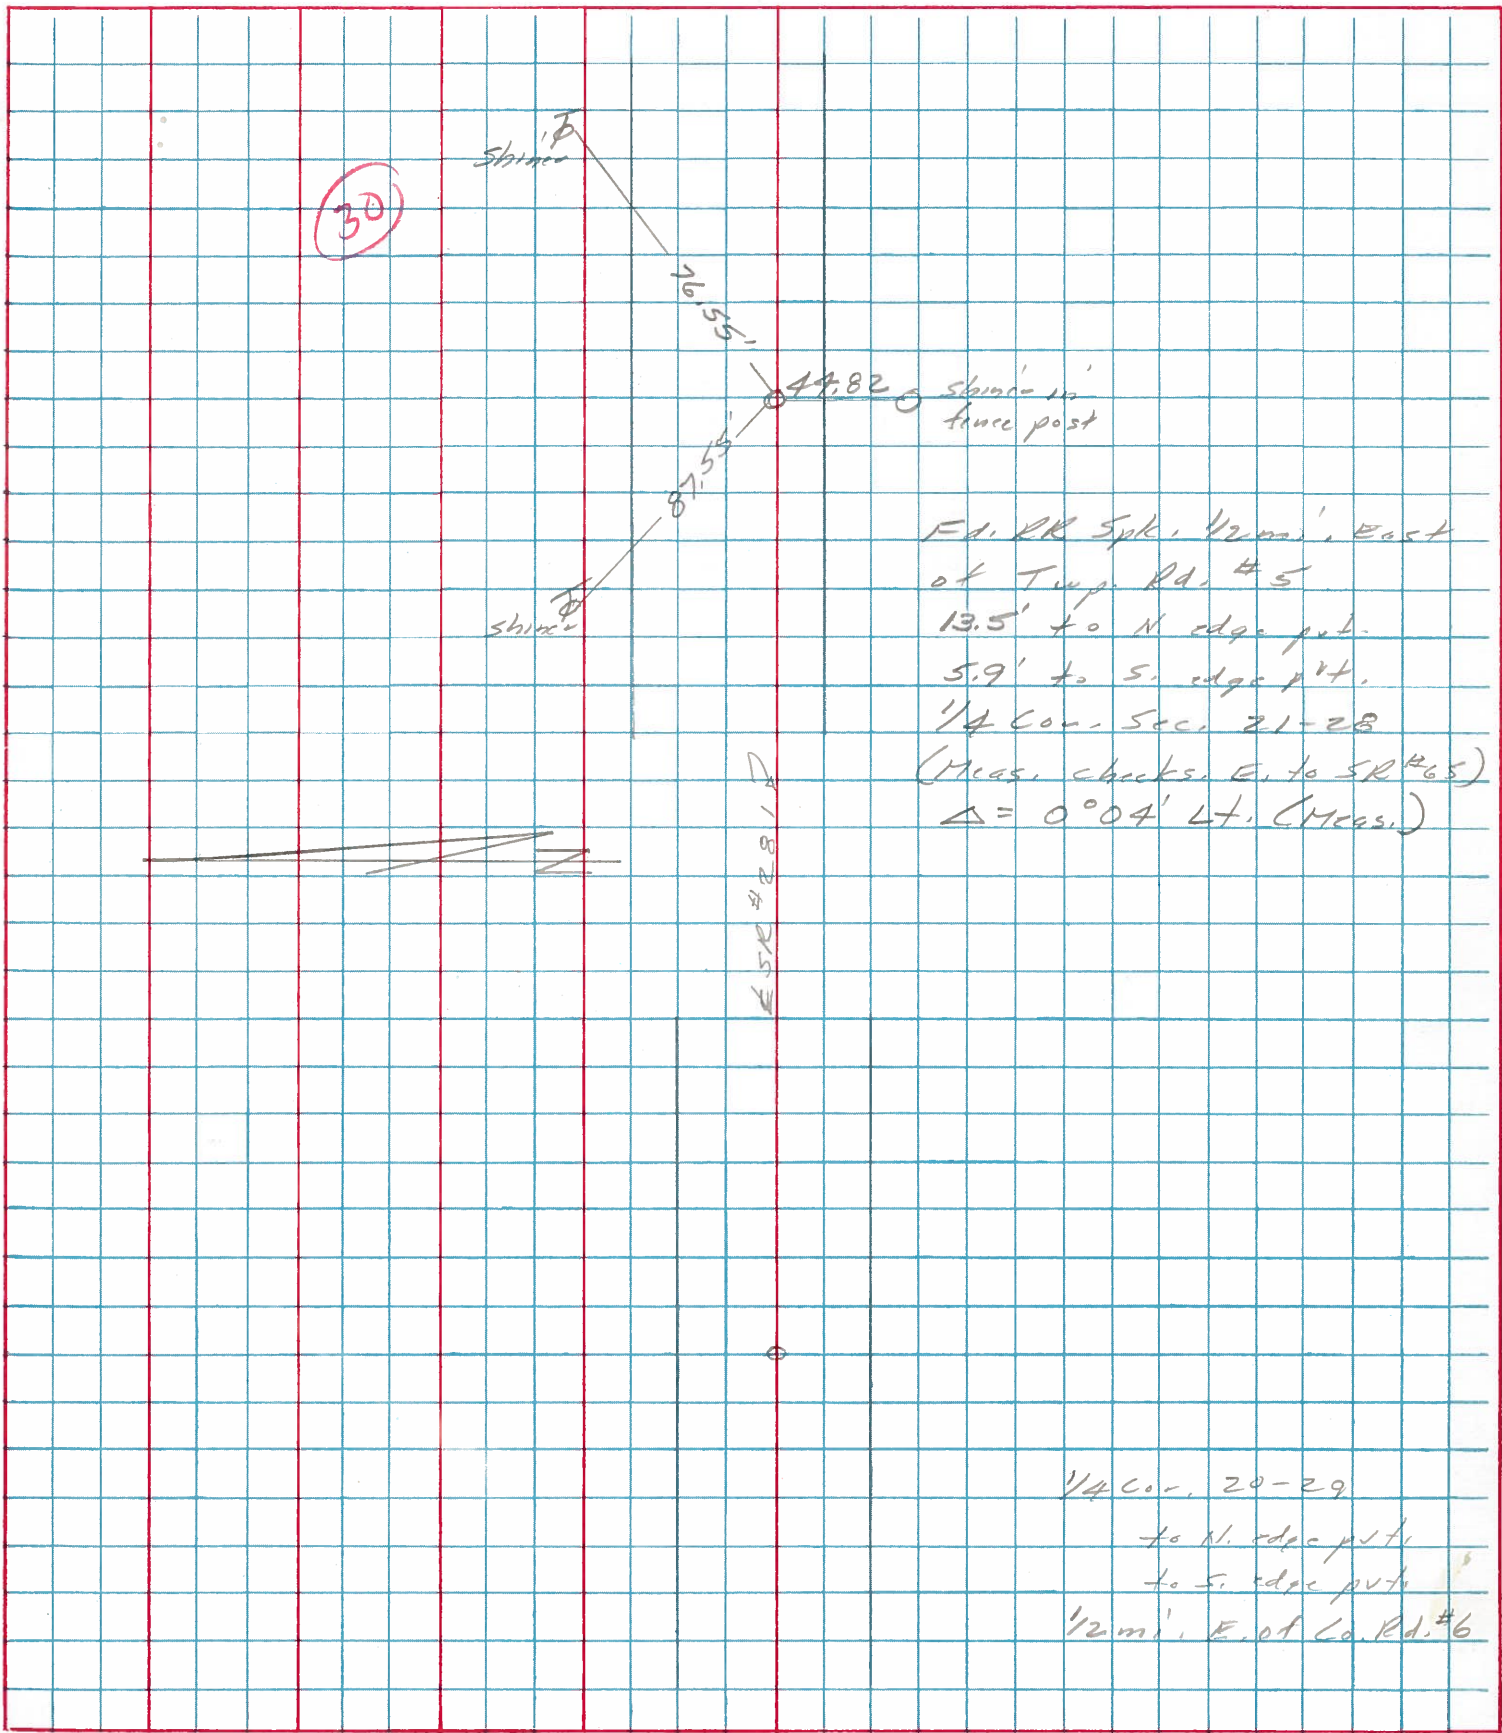 Shiner
30
76.55'
44.82
Shiner in
fence post
87.55'
Shiner
Fd. RR Spk. 1/2 mi. East
of Twp. Rd. #5
13.5' to N. edge pvt.
5.9' to S. edge pvt.
1/4 Cor. Sec. 21-28
(Meas. checks. E. to SR #65)
Δ= 0°04' Lt. (Meas.)
N
℄ SR #281
1/4 Cor. 20-29
to N. edge pvt.
to S. edge pvt.
1/2 mi. E. of Co. Rd. #6